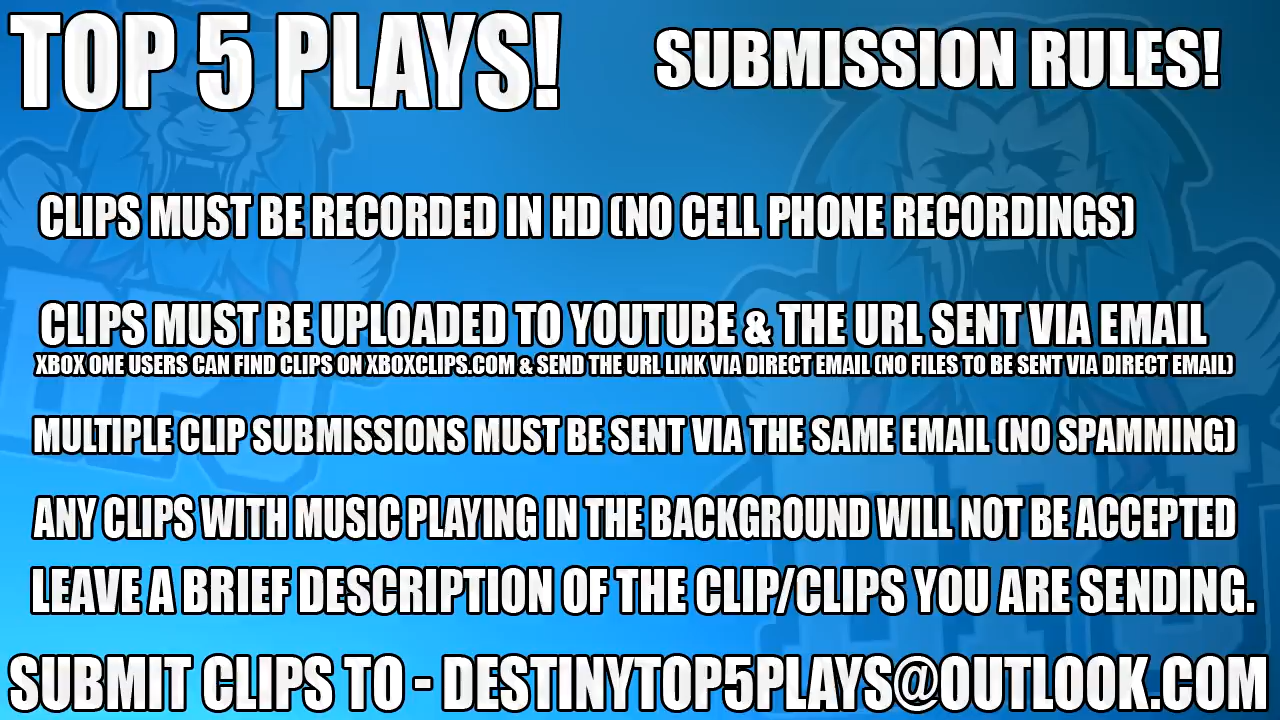 TOP 5 PLAYS!
SUBMISSION RULES!
CLIPS MUST BE RECORDED IN HD (NO CELL PHONE RECORDINGS)
CLIPS MUST BE UPLOADED TO YOUTUBE & THE URL SENT VIA EMAIL
XBOX ONE USERS CAN FIND CLIPS ON XBOXCLIPS.COM & SEND THE URL LINK VIA DIRECT EMAIL (NO FILES TO BE SENT VIA DIRECT EMAIL)
MULTIPLE CLIP SUBMISSIONS MUST BE SENT VIA THE SAME EMAIL (NO SPAMMING)
ANY CLIPS WITH MUSIC PLAYING IN THE BACKGROUND WILL NOT BE ACCEPTED
LEAVE A BRIEF DESCRIPTION OF THE CLIP/CLIPS YOU ARE SENDING.
SUBMIT CLIPS TO - DESTINYTOP5PLAYS@OUTLOOK.COM